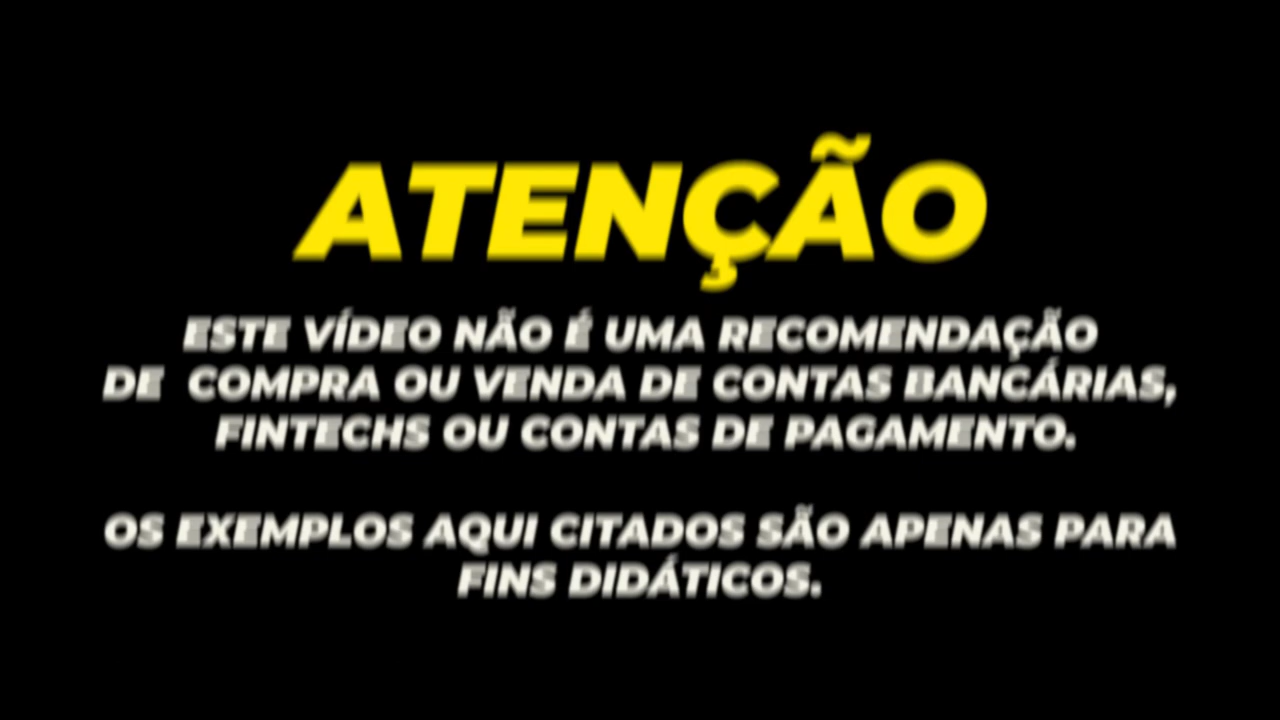 ATENÇÃO
ESTE VÍDEO NÃO É UMA RECOMENDAÇÃO
DE COMPRA OU VENDA DE CONTAS BANCÁRIAS,
FINTECHS OU CONTAS DE PAGAMENTO.
OS EXEMPLOS AQUI CITADOS SÃO APENAS PARA
FINS DIDÁTICOS.